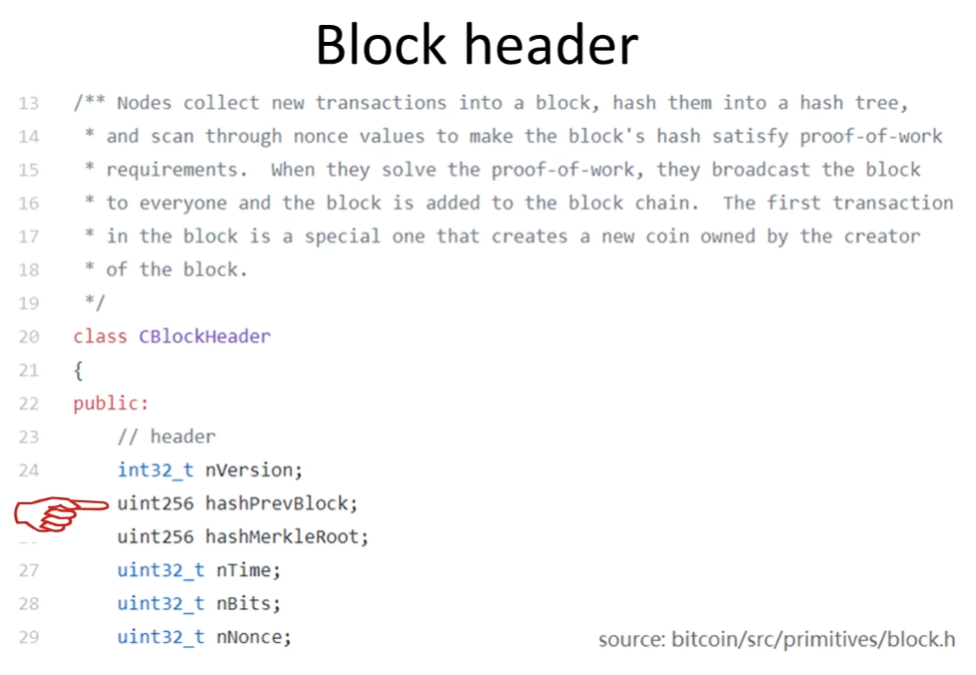 Block header
13 /** Nodes collect new transactions into a block, hash them into a hash tree,
14 * and scan through nonce values to make the block's hash satisfy proof-of-work
15 * requirements.  When they solve the proof-of-work, they broadcast the block
16 * to everyone and the block is added to the block chain.  The first transaction
17 * in the block is a special one that creates a new coin owned by the creator
18 * of the block.
19 */
20 class CBlockHeader
21 {
22 public:
23 // header
24 int32_t nVersion;
uint256 hashPrevBlock;
uint256 hashMerkleRoot;
27 uint32_t nTime;
28 uint32_t nBits;
29 uint32_t nNonce;
source: bitcoin/src/primitives/block.h